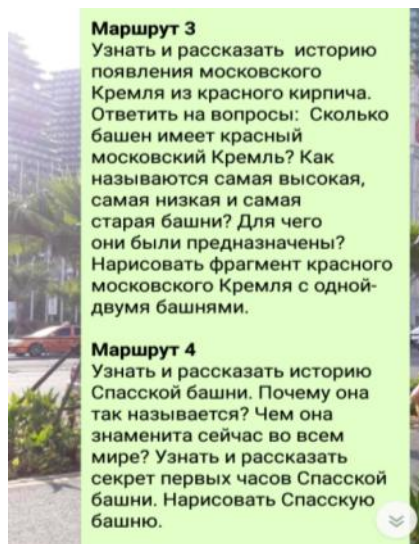 Маршрут 3
Узнать и рассказать историю
появления московского
Кремля из красного кирпича.
Ответить на вопросы: Сколько
башен имеет красный
московский Кремль? Как
называются самая высокая,
самая низкая и самая
старая башни? Для чего
они были предназначены?
Нарисовать фрагмент красного
московского Кремля с одной-
двумя башнями.
Маршрут 4
Узнать и рассказать историю
Спасской башни. Почему она
так называется? Чем она
знаменита сейчас во всем
мире? Узнать и рассказать
секрет первых часов Спасской
башни. Нарисовать Спасскую
башню.